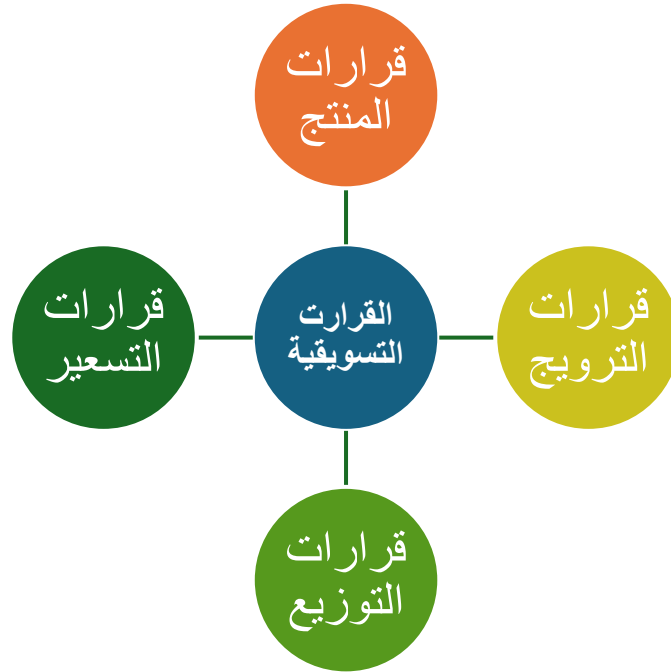 قرارات
المنتج
قرارات
الترويج
القرارت
التسويقية
قرارات
التسعير
قرارات
التوزيع